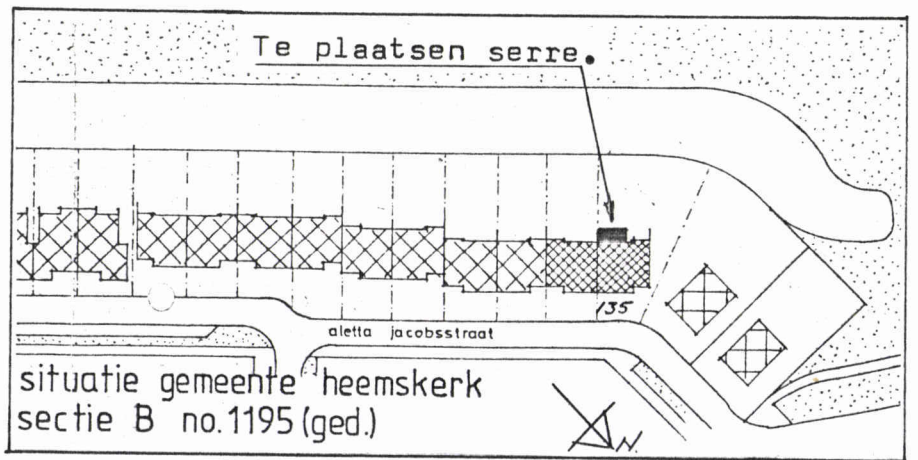 Te plaatsen serre.
135
aletta jacobsstraat
situatie gemeente heemskerk
sectie B no.1195 (ged.)
N.